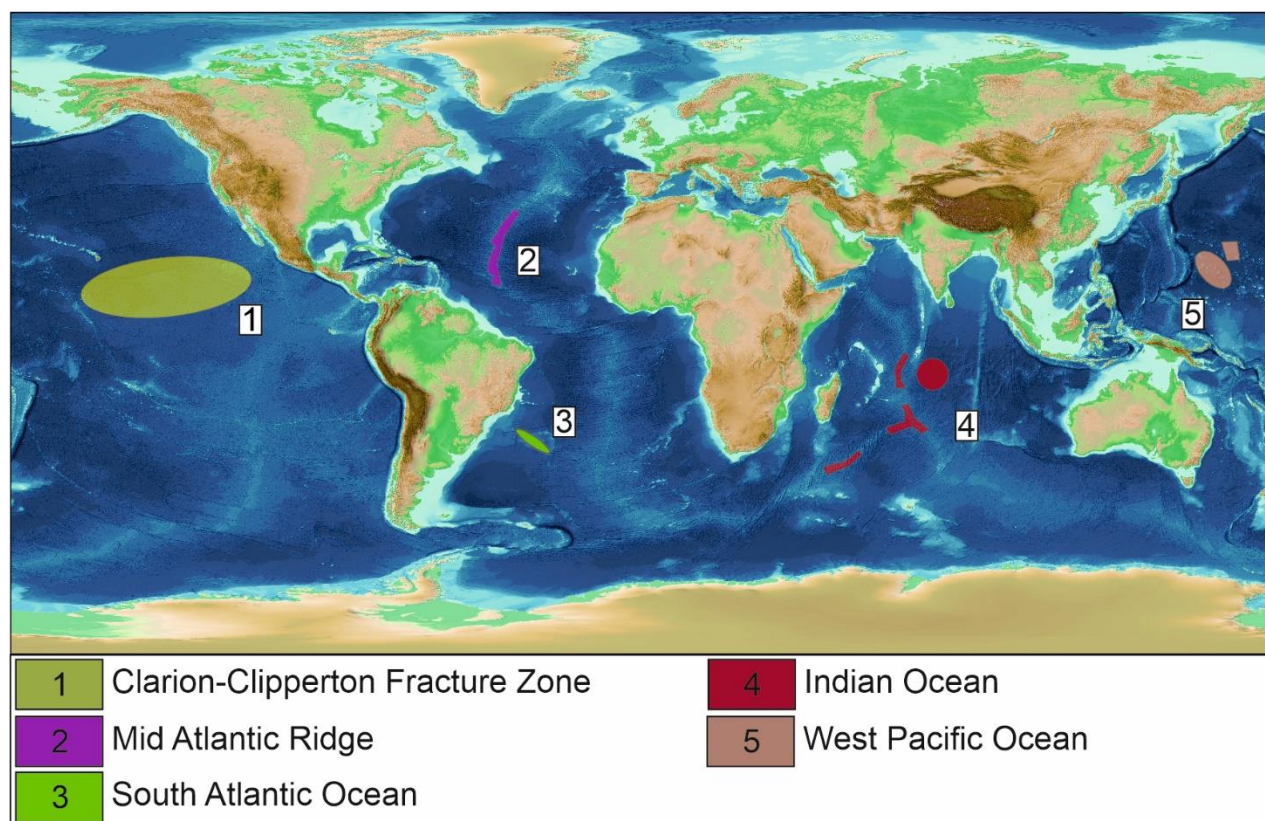 1
2
3
4
5
1 Clarion-Clipperton Fracture Zone
2 Mid Atlantic Ridge
3 South Atlantic Ocean
4 Indian Ocean
5 West Pacific Ocean